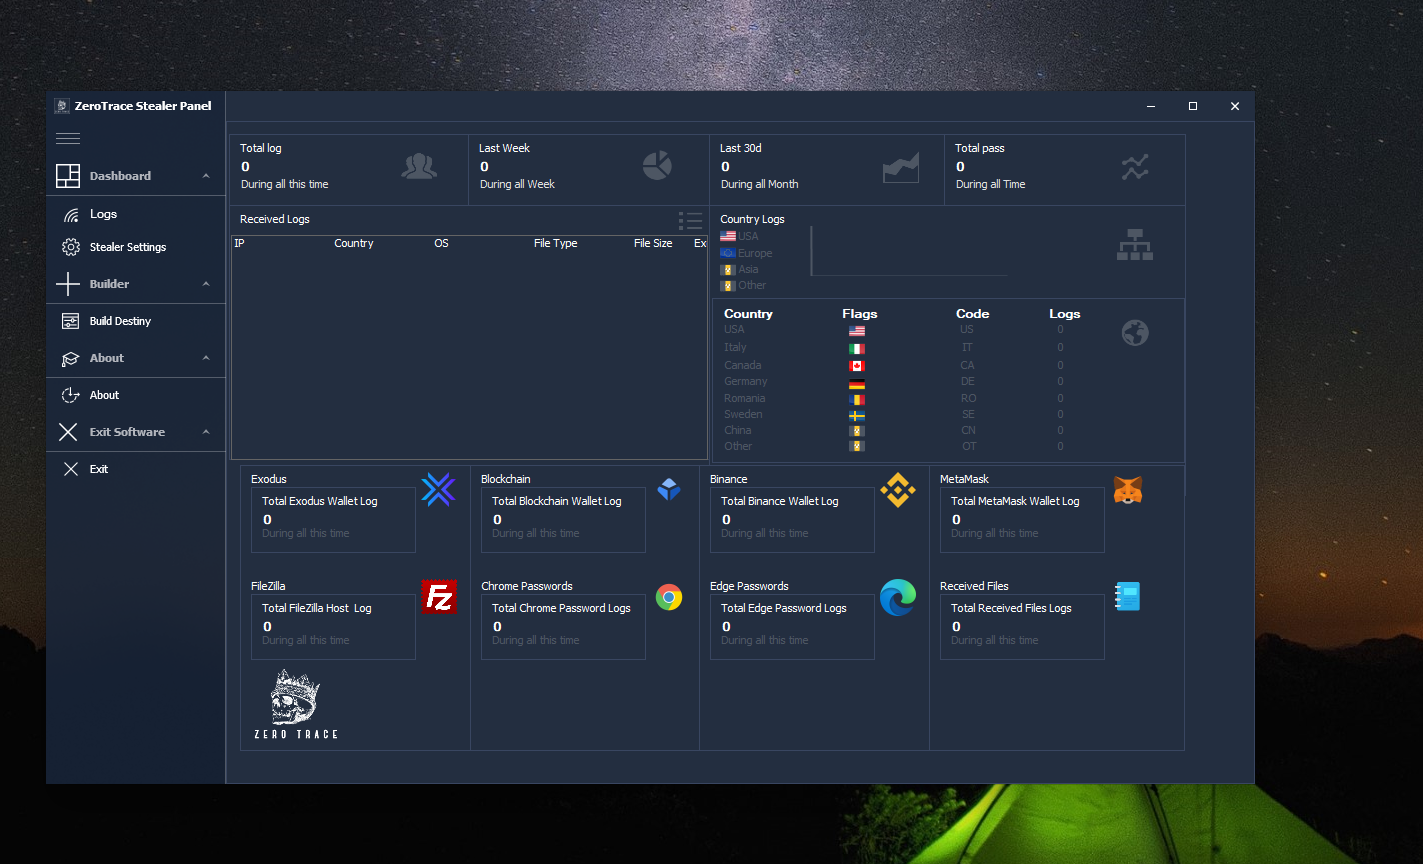 ZeroTrace Stealer Panel
Dashboard
Logs
Stealer Settings
Builder
Build Destiny
About
About
Exit Software
Exit
Total log
0
During all this time
Last Week
0
During all Week
Last 30d
0
During all Month
Total pass
0
During all Time
Received Logs
IP Country OS File Type File Size Ex
Country Logs
USA
Europe
Asia
Other
Country Flags Code Logs
USA US 0
Italy IT 0
Canada CA 0
Germany DE 0
Romania RO 0
Sweden SE 0
China CN 0
Other OT 0
Exodus
Total Exodus Wallet Log
0
During all this time
Blockchain
Total Blockchain Wallet Log
0
During all this time
Binance
Total Binance Wallet Log
0
During all this time
MetaMask
Total MetaMask Wallet Log
0
During all this time
FileZilla
Fz
Total FileZilla Host Log
0
During all this time
Chrome Passwords
Total Chrome Password Logs
0
During all this time
Edge Passwords
Total Edge Password Logs
0
During all this time
Received Files
Total Received Files Logs
0
During all this time
ZERO TRACE